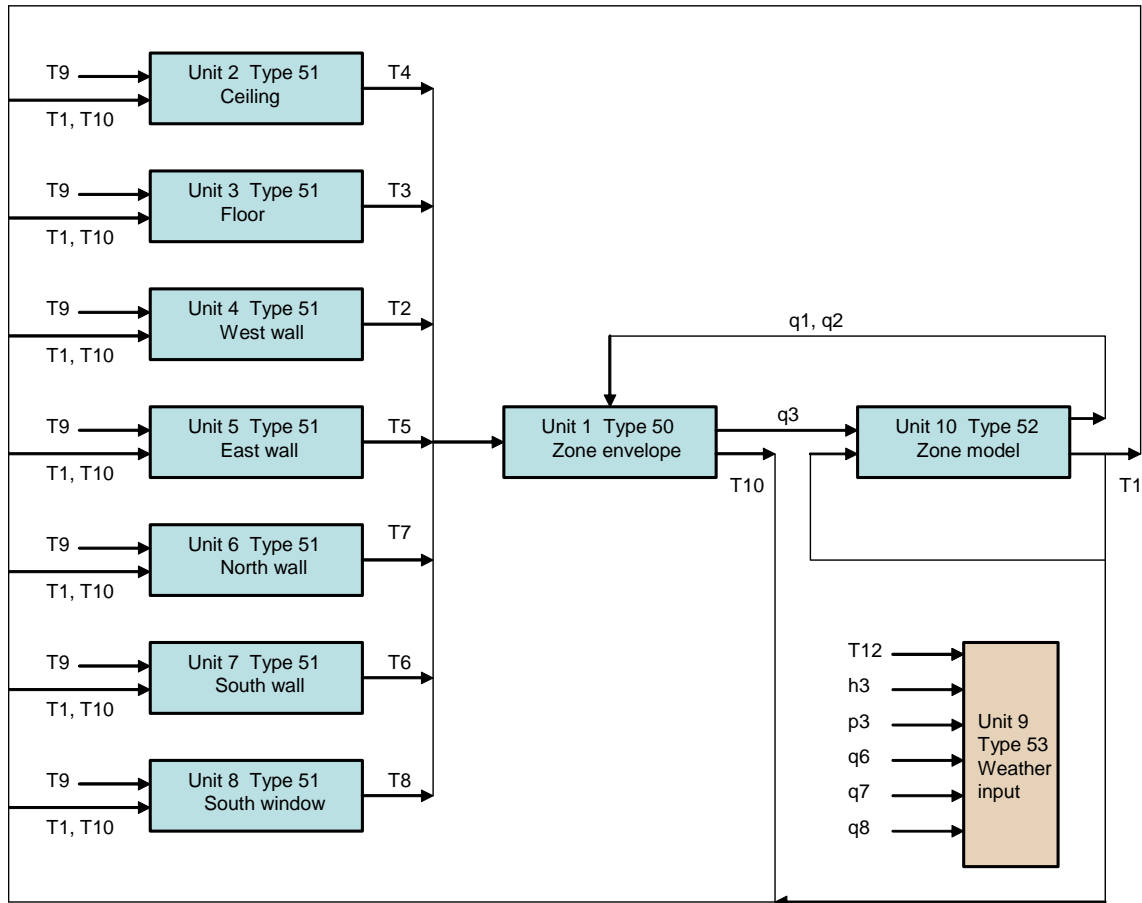 T9
Unit 2 Type 51
Ceiling
T4
T1, T10
T9
Unit 3 Type 51
Floor
T3
T1, T10
T9
Unit 4 Type 51
West wall
T2
T1, T10
q1, q2
T9
Unit 5 Type 51
East wall
T5
T1, T10
Unit 1 Type 50
Zone envelope
q3
T10
Unit 10 Type 52
Zone model
T1
T9
Unit 6 Type 51
North wall
T7
T1, T10
T9
Unit 7 Type 51
South wall
T6
T1, T10
T9
Unit 8 Type 51
South window
T8
T1, T10
T12
h3
p3
q6
q7
q8
Unit 9
Type 53
Weather
input